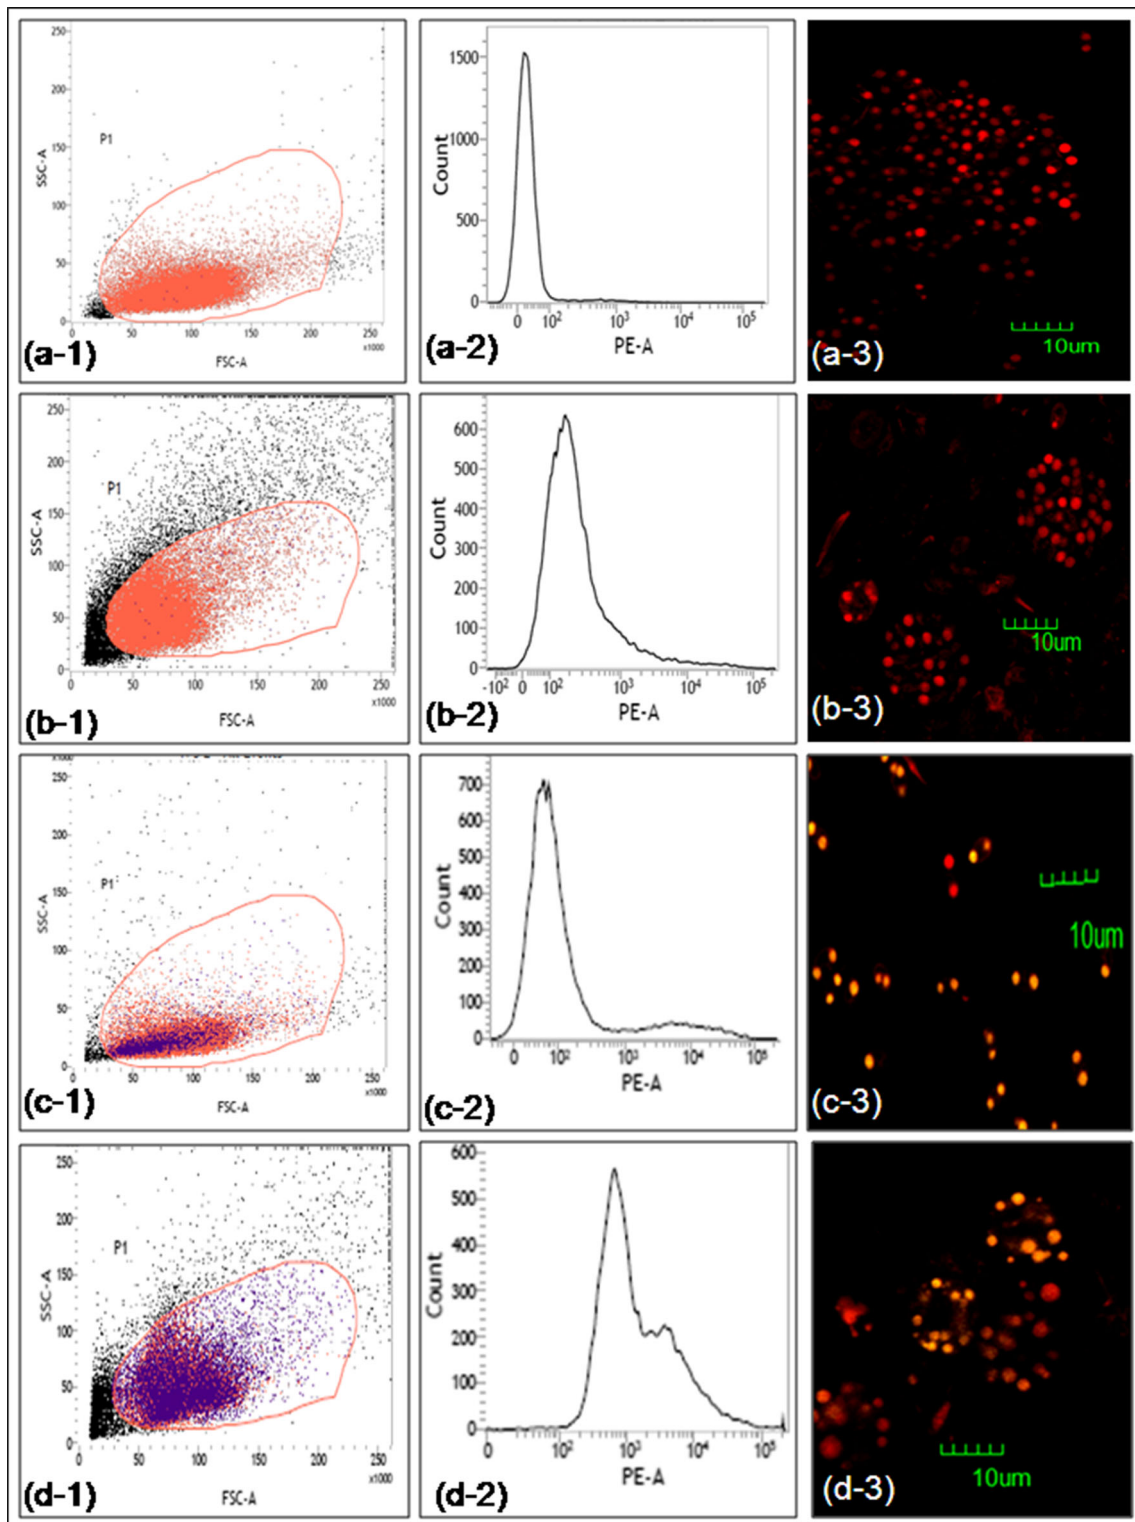 250
200
P1
150
SSC-A
100
50
0
0 50 100 150 200 250
x1000
FSC-A
(a-1)
1500
1000
Count
500
0
0 10² 10³ 10⁴ 10⁵
PE-A
(a-2)
10um
(a-3)
250
200
P1
150
SSC-A
100
50
0
0 50 100 150 200 250
x1000
FSC-A
(b-1)
600
500
Count
400
300
200
100
0
-10² 0 10² 10³ 10⁴ 10⁵
PE-A
(b-2)
10um
(b-3)
250
200
P1
150
SSC-A
100
50
0
0 50 100 150 200 250
x1000
FSC-A
(c-1)
700
600
500
Count
400
300
200
100
0
0 10² 10³ 10⁴ 10⁵
PE-A
(c-2)
10um
(c-3)
250
200
P1
150
SSC-A
100
50
0
0 50 100 150 200 250
x1000
FSC-A
(d-1)
600
500
400
Count
300
200
100
0
0 10² 10³ 10⁴ 10⁵
PE-A
(d-2)
10um
(d-3)